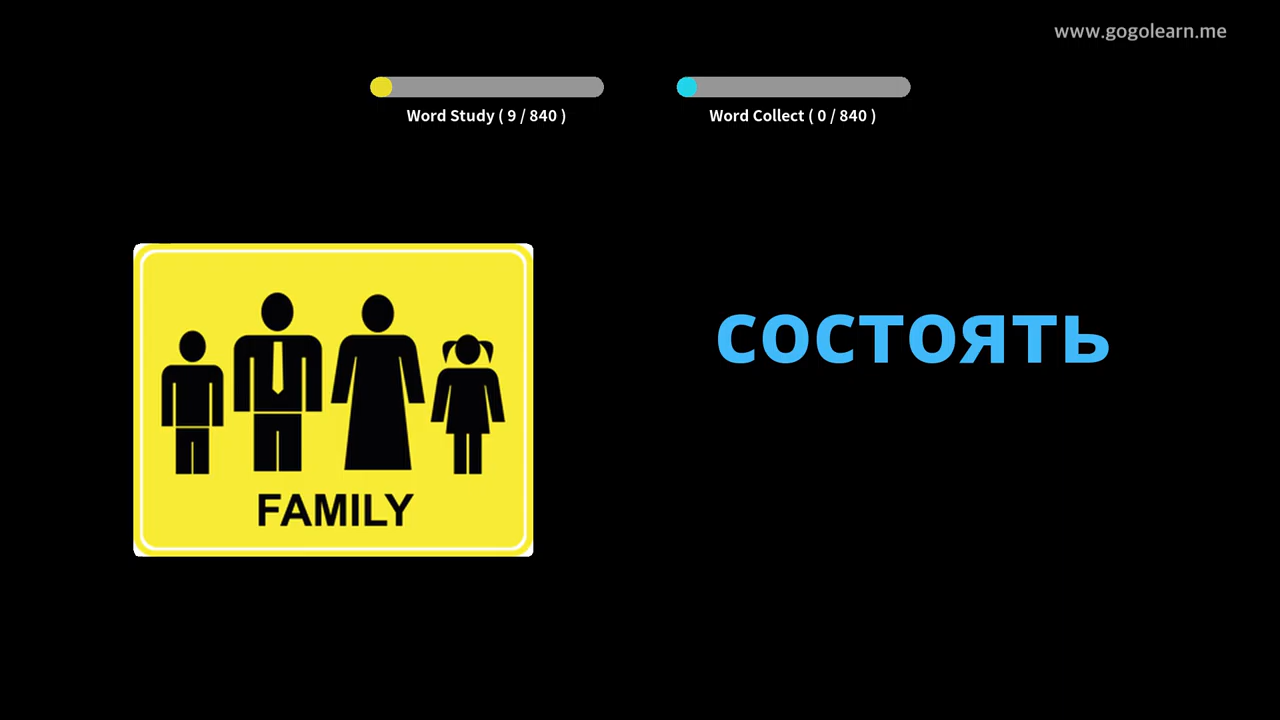 www.gogolearn.me
Word Study ( 9 / 840 )
Word Collect ( 0 / 840 )
FAMILY
состоять